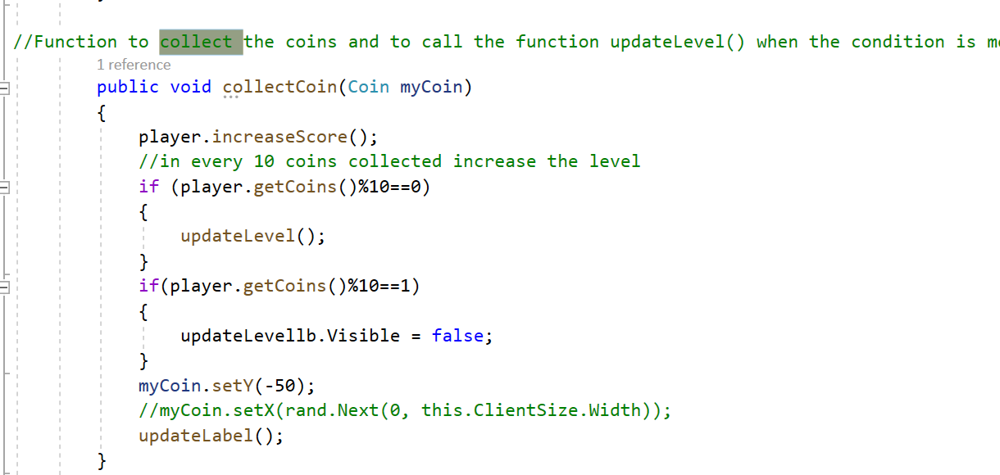 //Function to collect the coins and to call the function updateLevel() when the condition is
1 reference
public void collectCoin(Coin myCoin)
{
player.increaseScore();
//in every 10 coins collected increase the level
if (player.getCoins()%10==0)
{
updateLevel();
}
if(player.getCoins()%10==1)
{
updateLevellb.Visible = false;
}
myCoin.setY(-50);
//myCoin.setX(rand.Next(0, this.ClientSize.Width));
updateLabel();
}